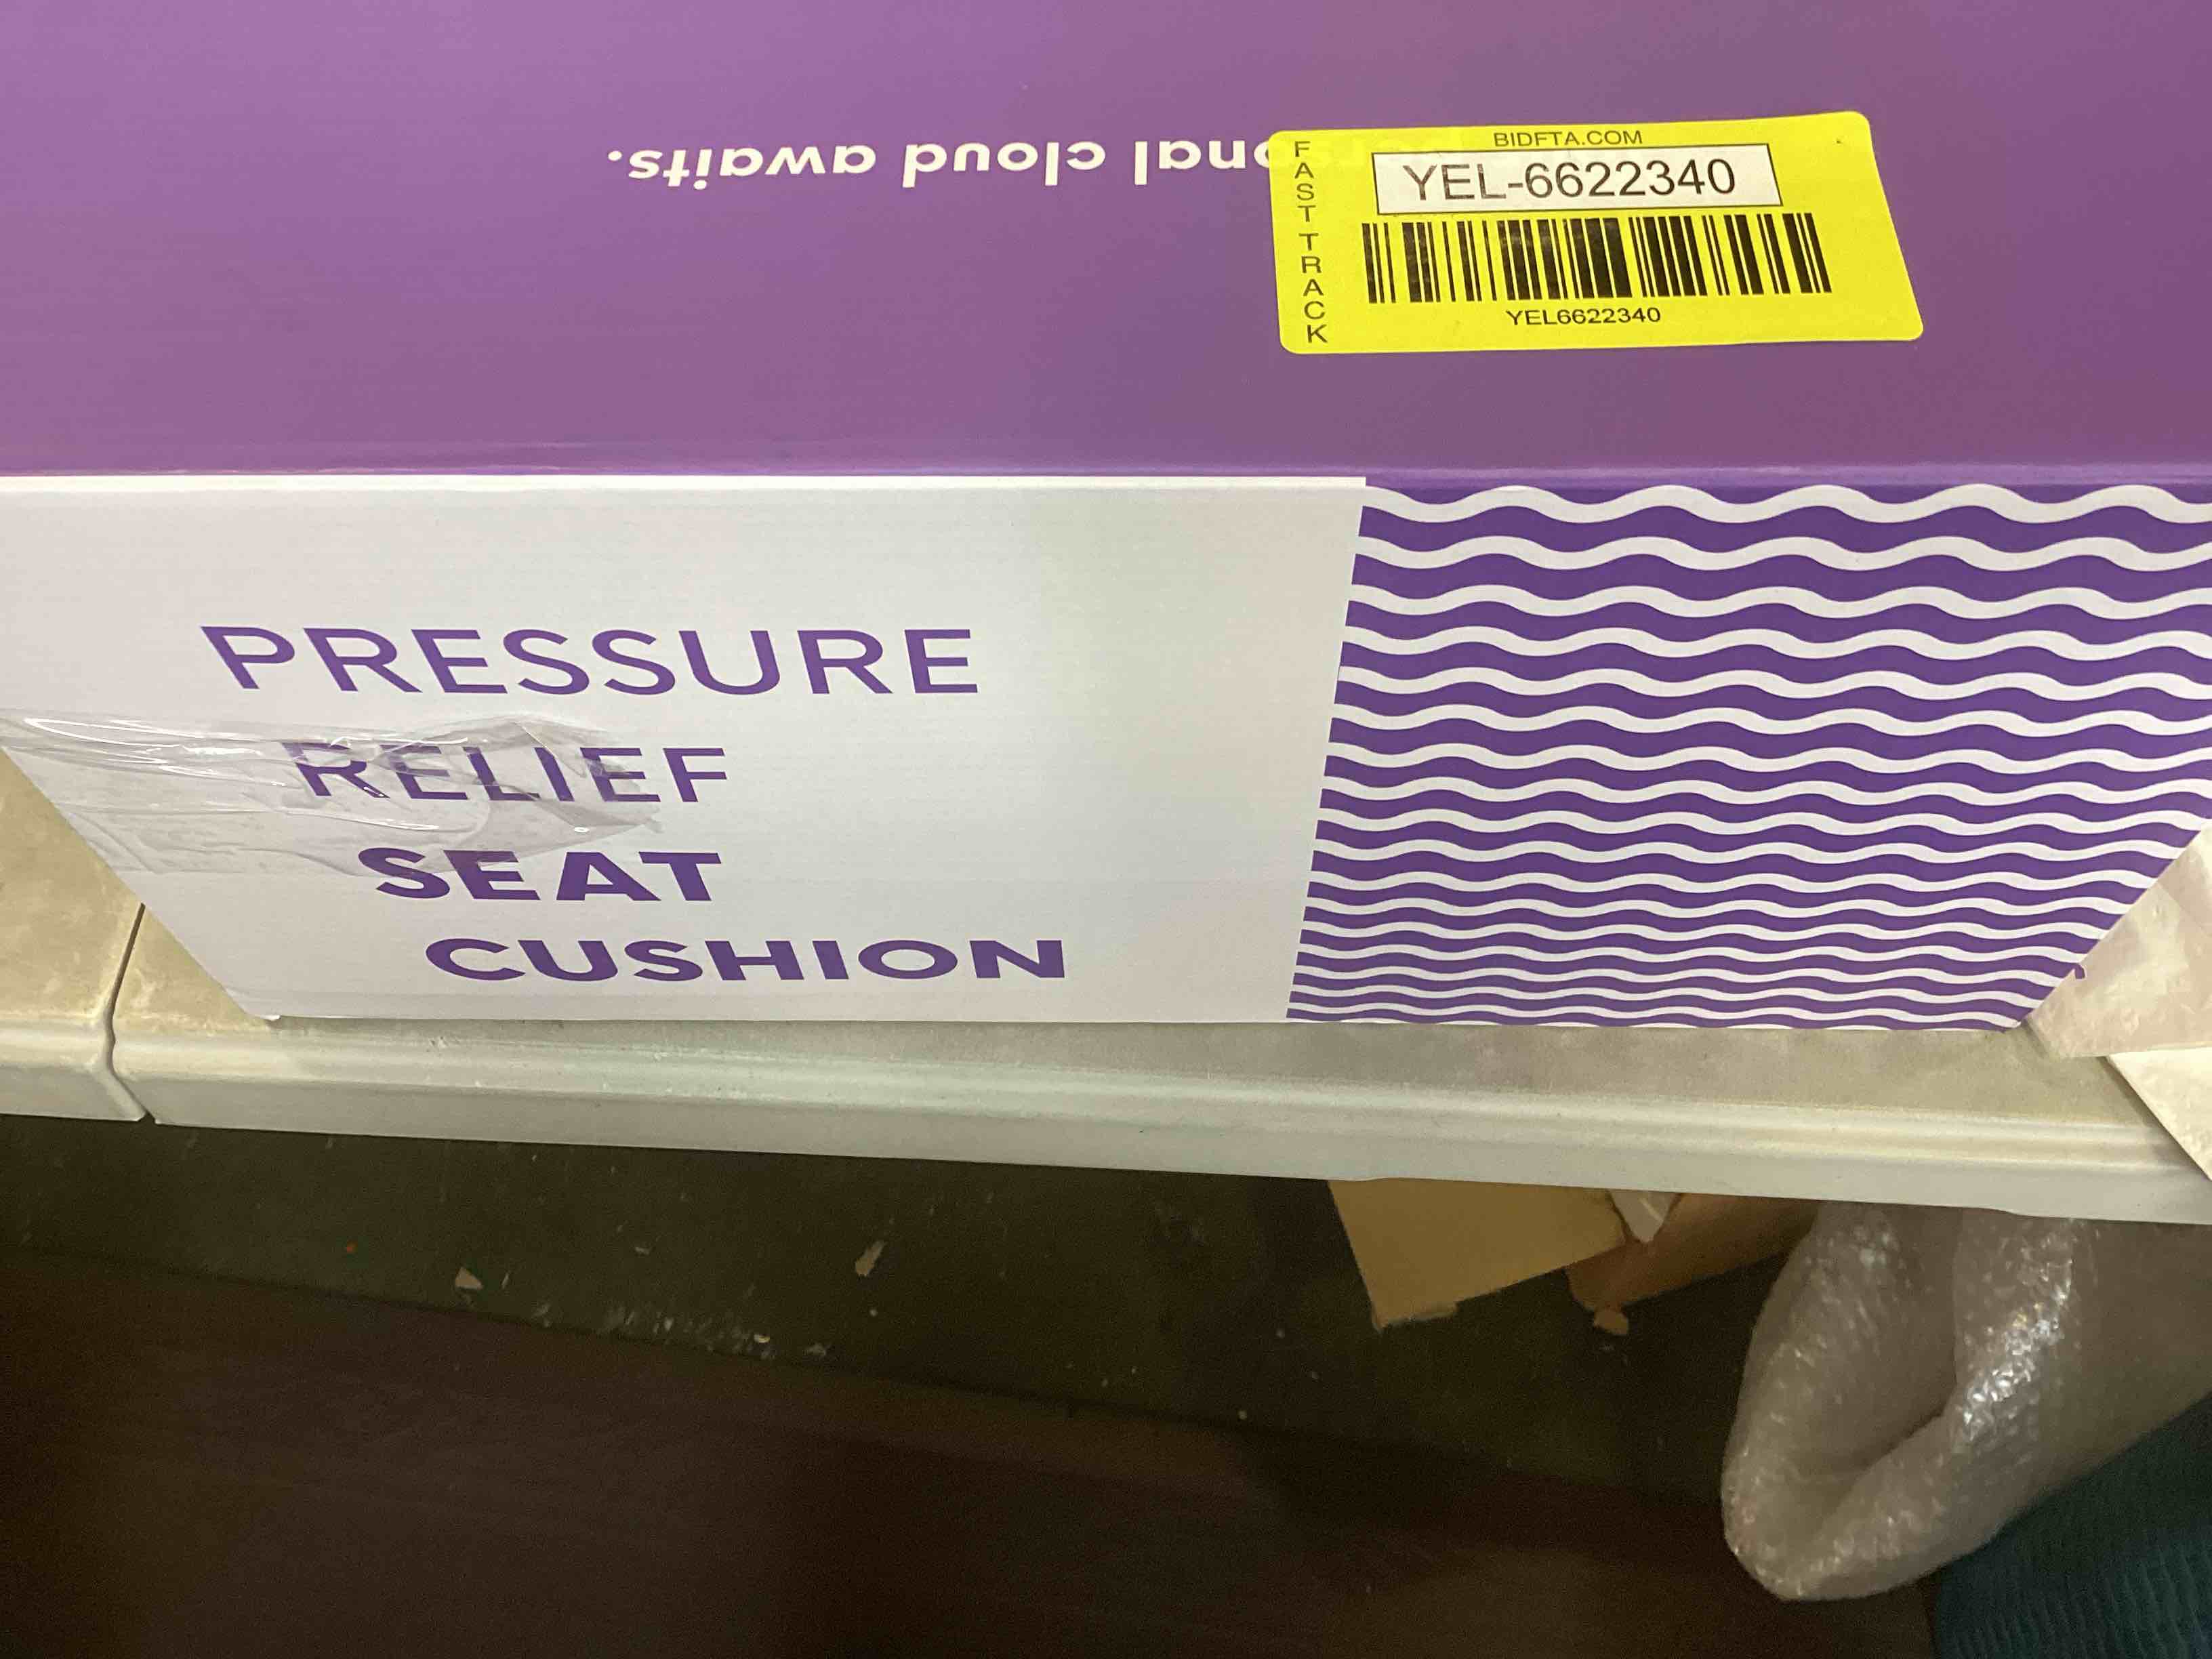 onal cloud awaits.
BIDFTA.COM
FAST TRACK
YEL-6622340
YEL6622340
PRESSURE
RELIEF
SEAT
CUSHION